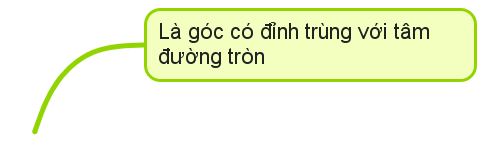 Là góc có đỉnh trùng với tâm
đường tròn